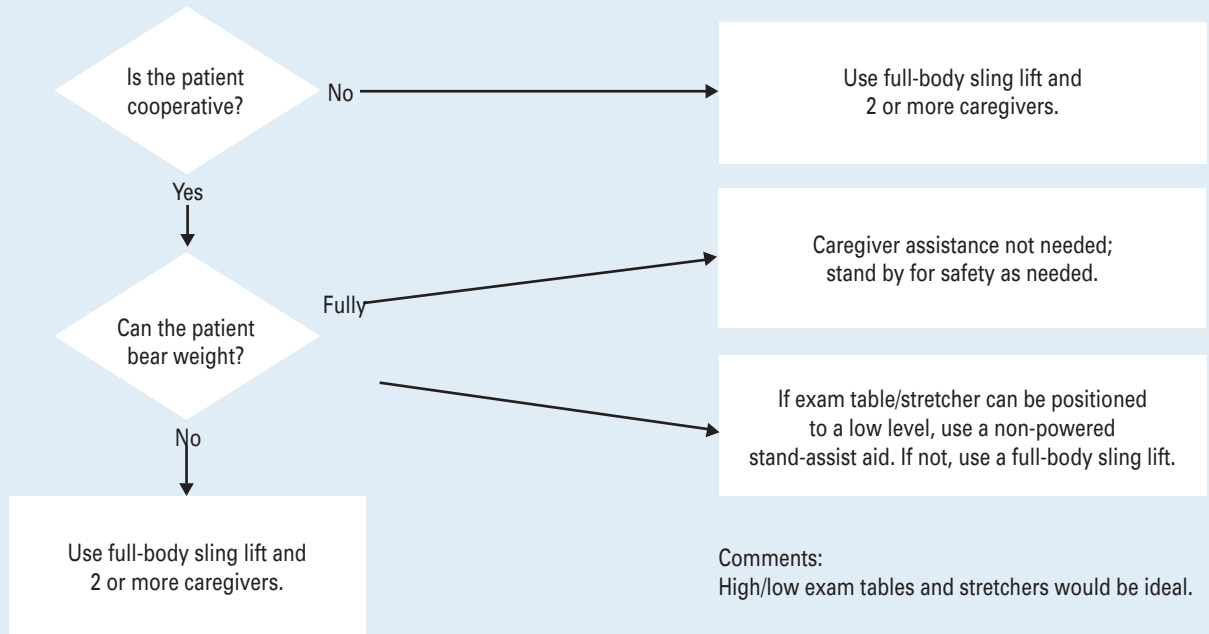 Is the patient
cooperative?
No
Use full-body sling lift and
2 or more caregivers.
Yes
Can the patient
bear weight?
Fully
Caregiver assistance not needed;
stand by for safety as needed.
If exam table/stretcher can be positioned
to a low level, use a non-powered
stand-assist aid. If not, use a full-body sling lift.
No
Use full-body sling lift and
2 or more caregivers.
Comments:
High/low exam tables and stretchers would be ideal.